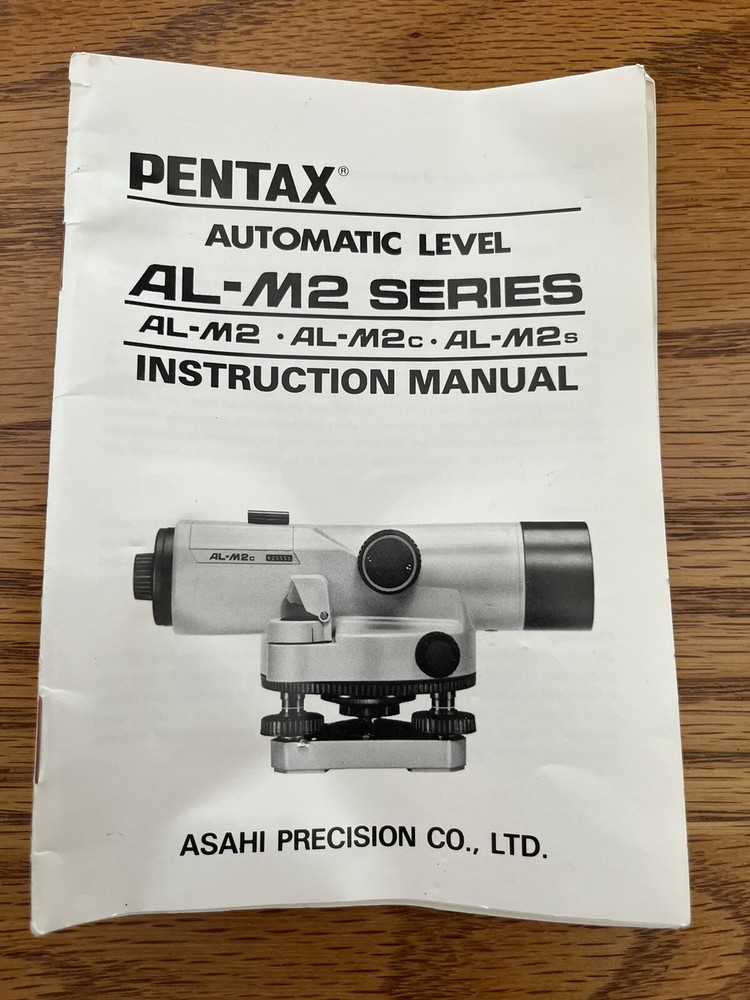 PENTAX®
AUTOMATIC LEVEL
AL-M2 SERIES
AL-M2 • AL-M2c • AL-M2s
INSTRUCTION MANUAL
AL-M2c
ASAHI PRECISION CO., LTD.